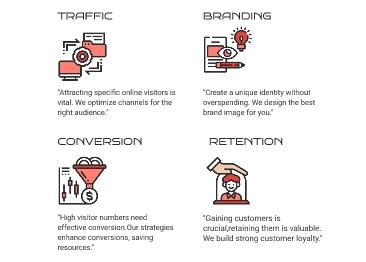 TRAFFIC
"Attracting specific online visitors is
vital. We optimize channels for the
right audience."
BRANDING
"Create a unique identity without
overspending. We design the best
brand image for you."
CONVERSION
"High visitor numbers need
effective conversion.Our strategies
enhance conversions, saving
resources."
RETENTION
"Gaining customers is
crucial,retaining them is valuable.
We build strong customer loyalty."